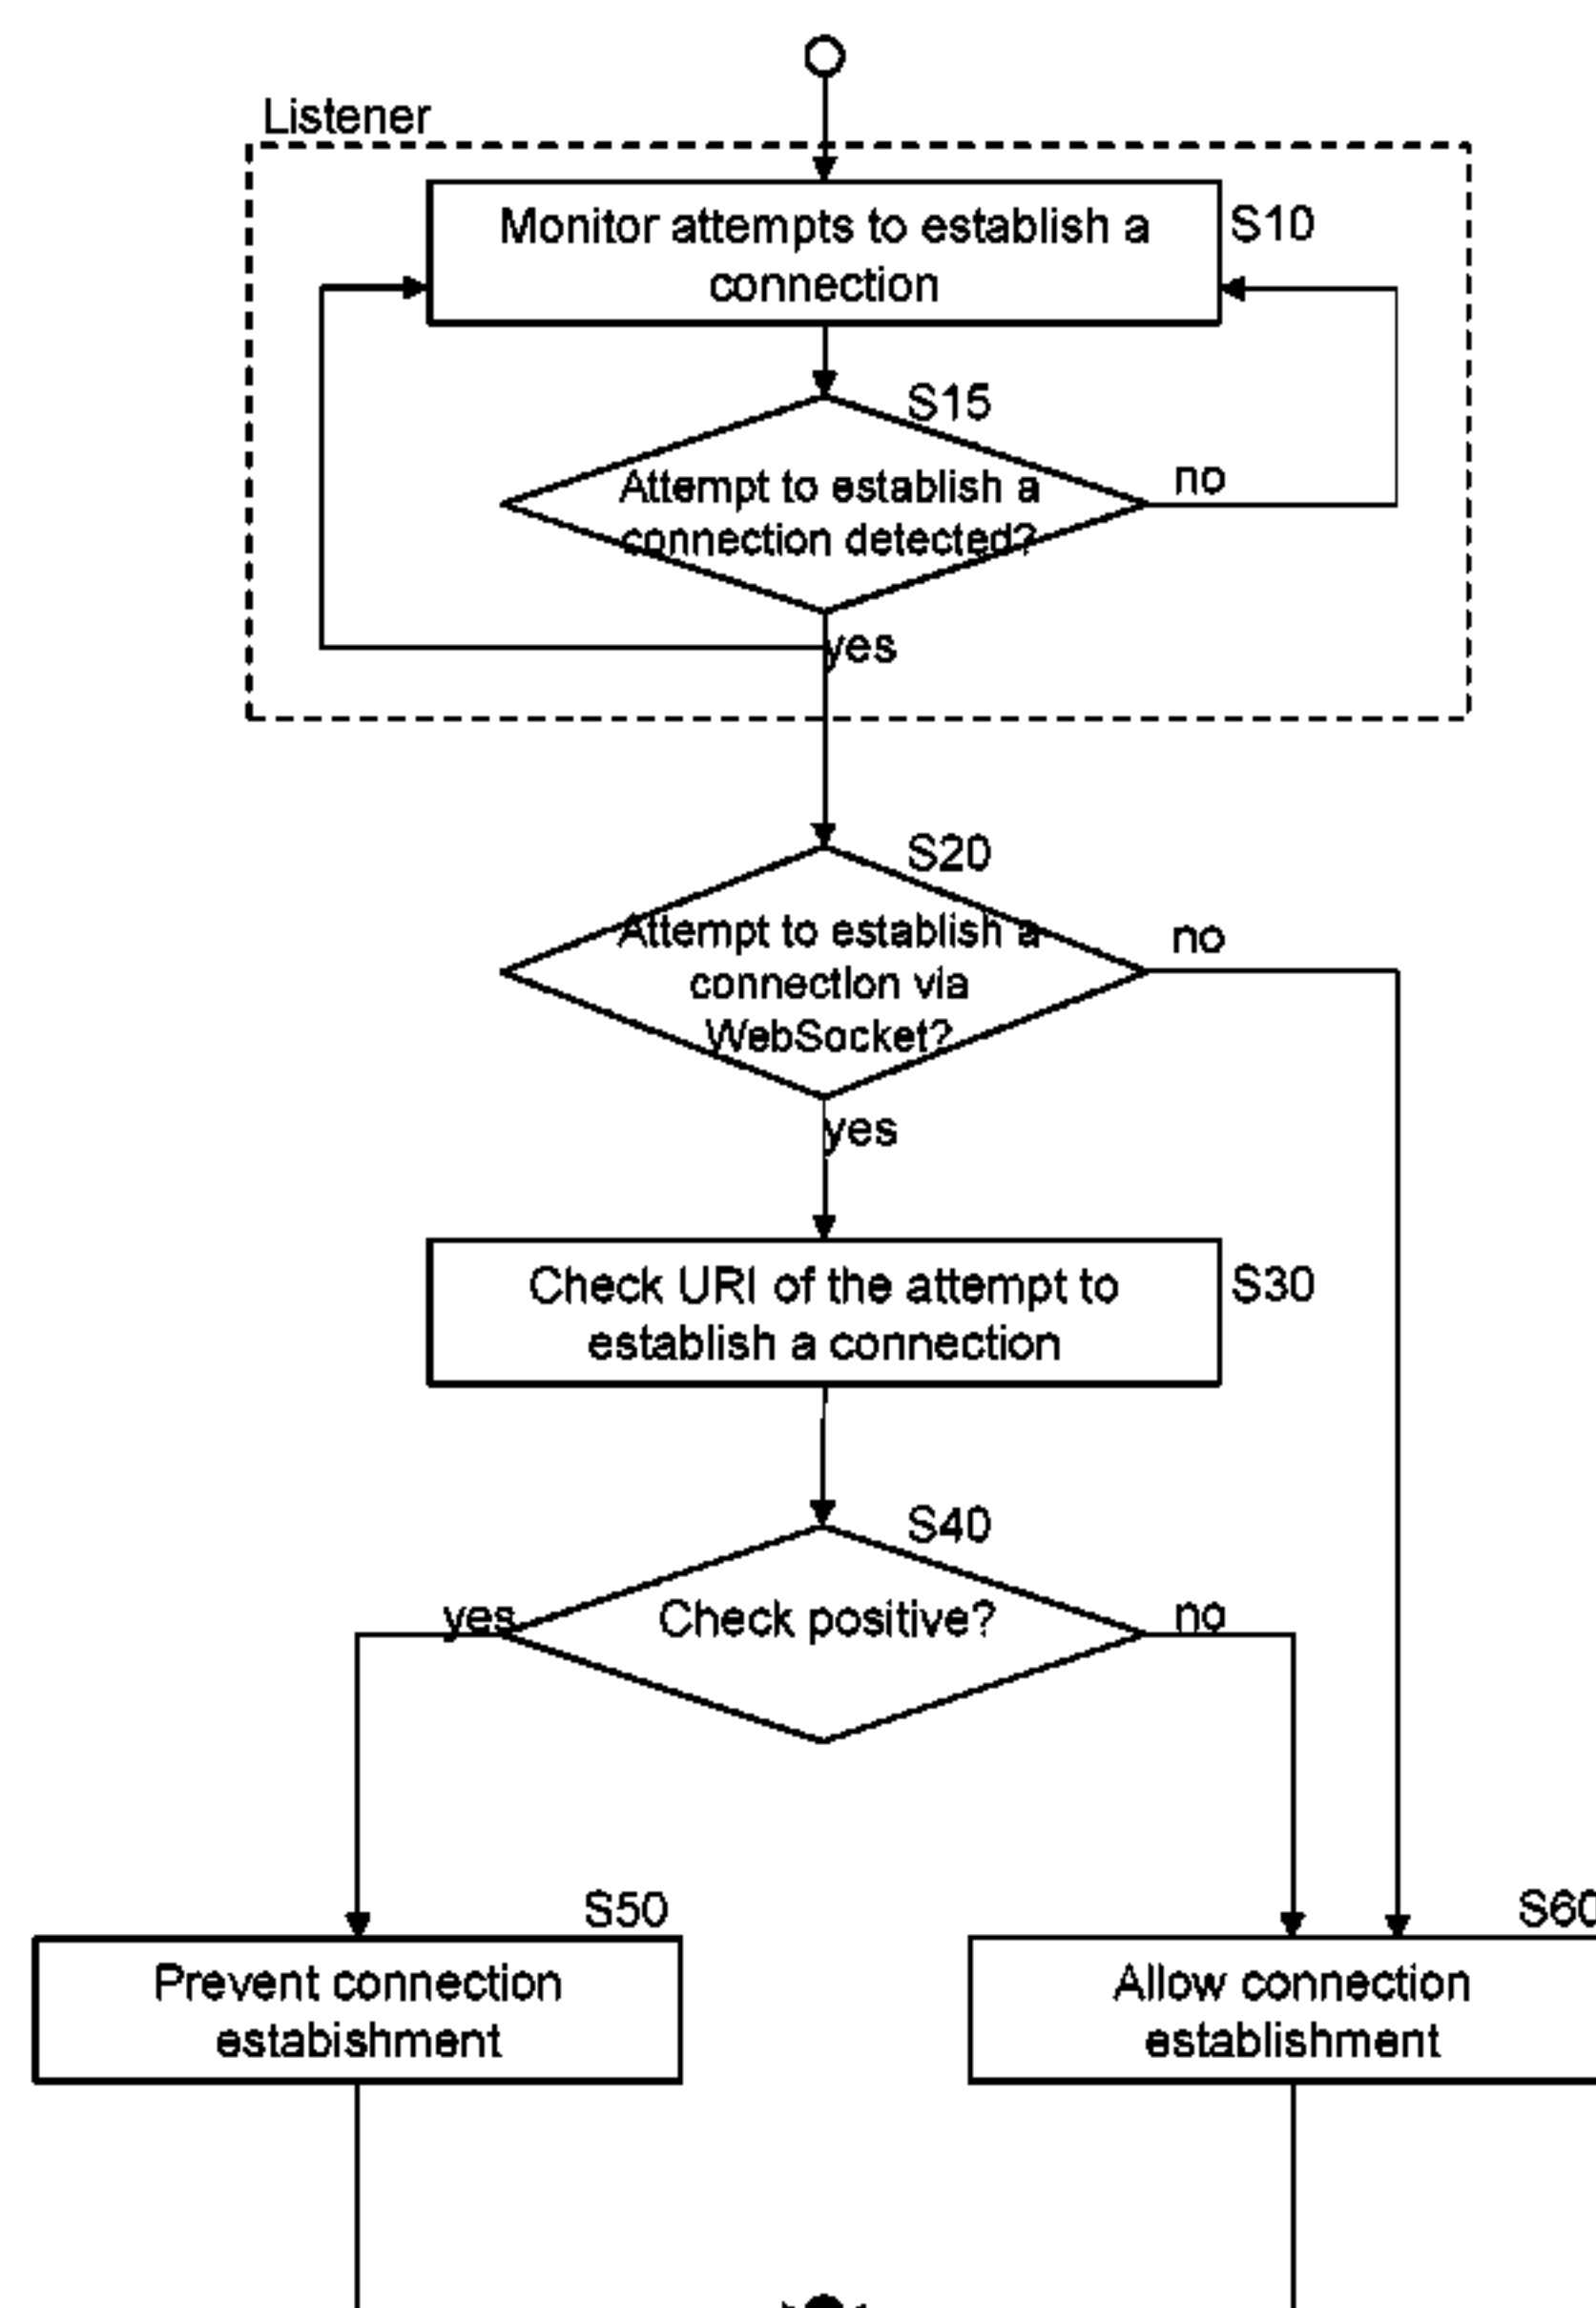 Listener
Monitor attempts to establish a
connection
S10
S15
Attempt to establish a
connection detected?
no
yes
S20
Attempt to establish a
connection via
WebSocket?
no
yes
Check URI of the attempt to
establish a connection
S30
S40
Check positive?
yes
no
S50
Prevent connection
estabishment
S60
Allow connection
establishment